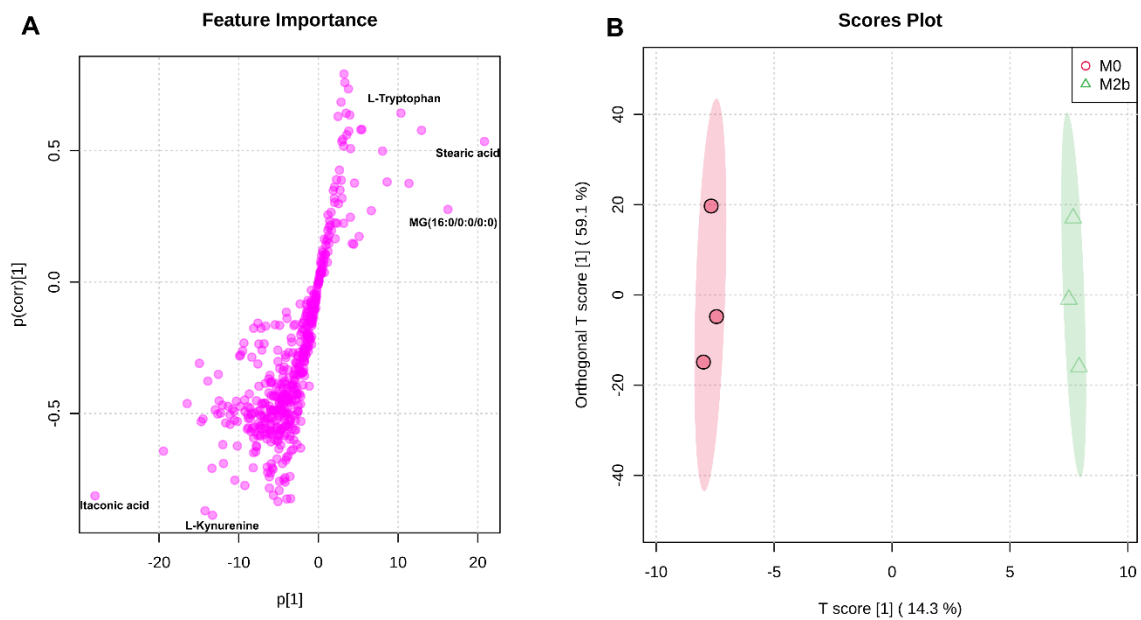 A
Feature Importance
p(corr)[1]
0.5
0.0
-0.5
L-Tryptophan
Stearic acid
MG(16:0/0:0/0:0)
Itaconic acid
L-Kynurenine
-20
-10
0
10
20
p[1]
B
Scores Plot
M0
M2b
Orthogonal T score [1] ( 59.1 %)
40
20
0
-20
-40
-10
-5
0
5
10
T score [1] ( 14.3 %)